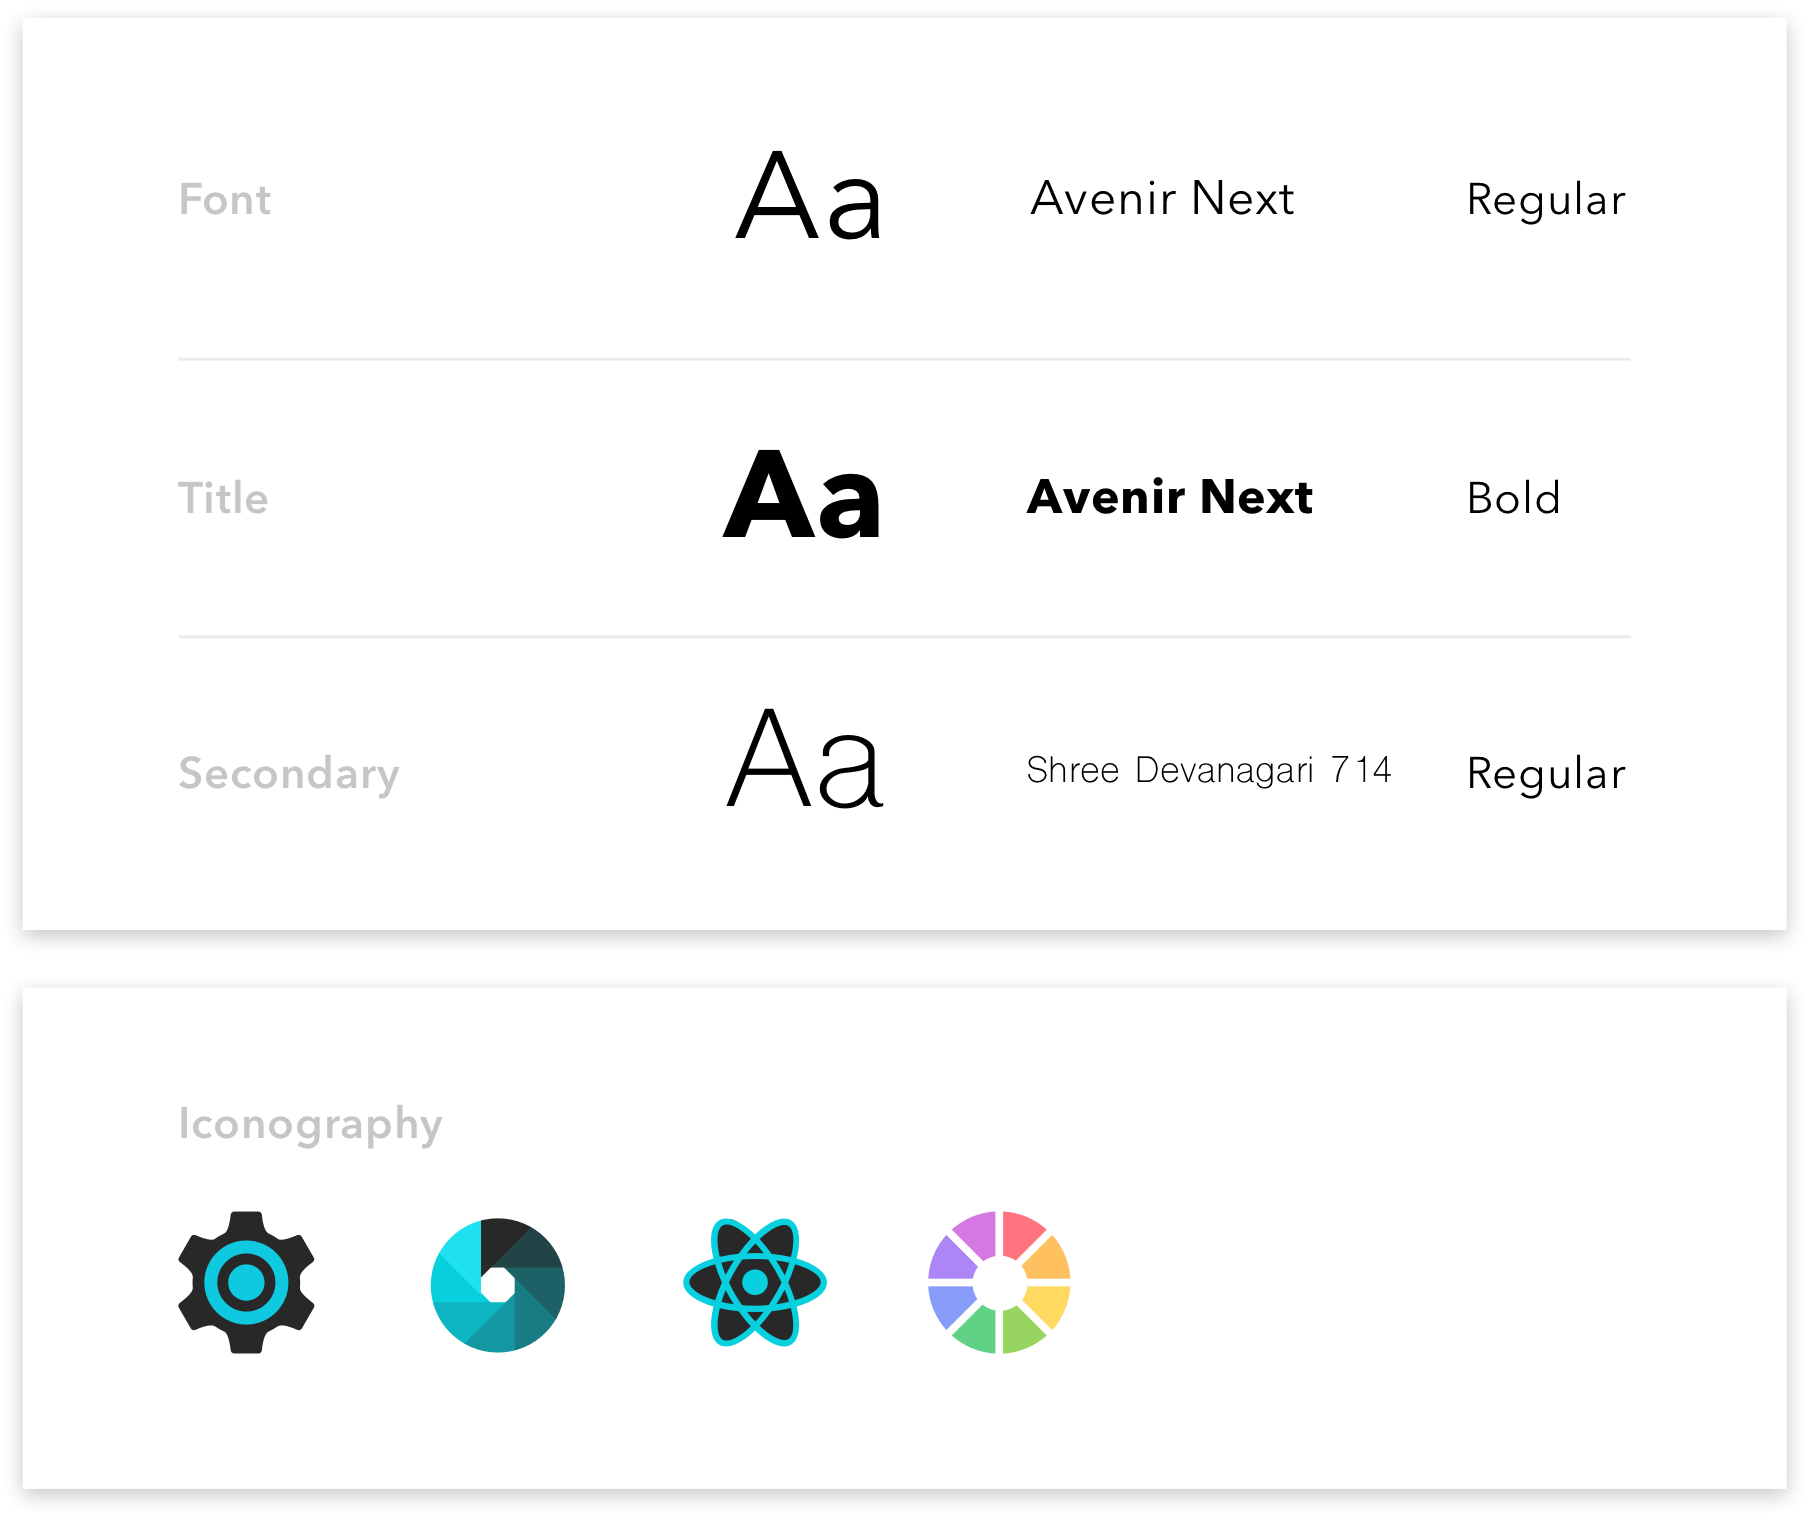 Font Aa Avenir Next Regular
Title Aa Avenir Next Bold
Secondary Aa Shree Devanagari 714 Regular
Iconography